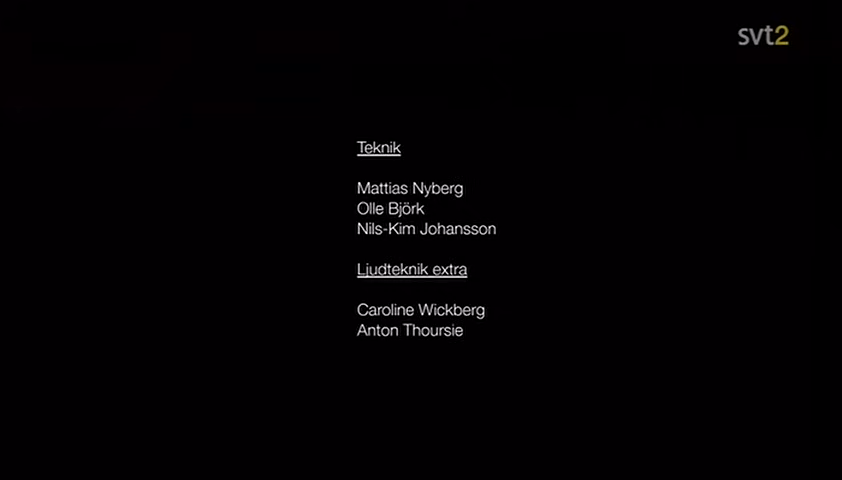 svt2
Teknik
Mattias Nyberg
Olle Björk
Nils-Kim Johansson
Ljudteknik extra
Caroline Wickberg
Anton Thoursie